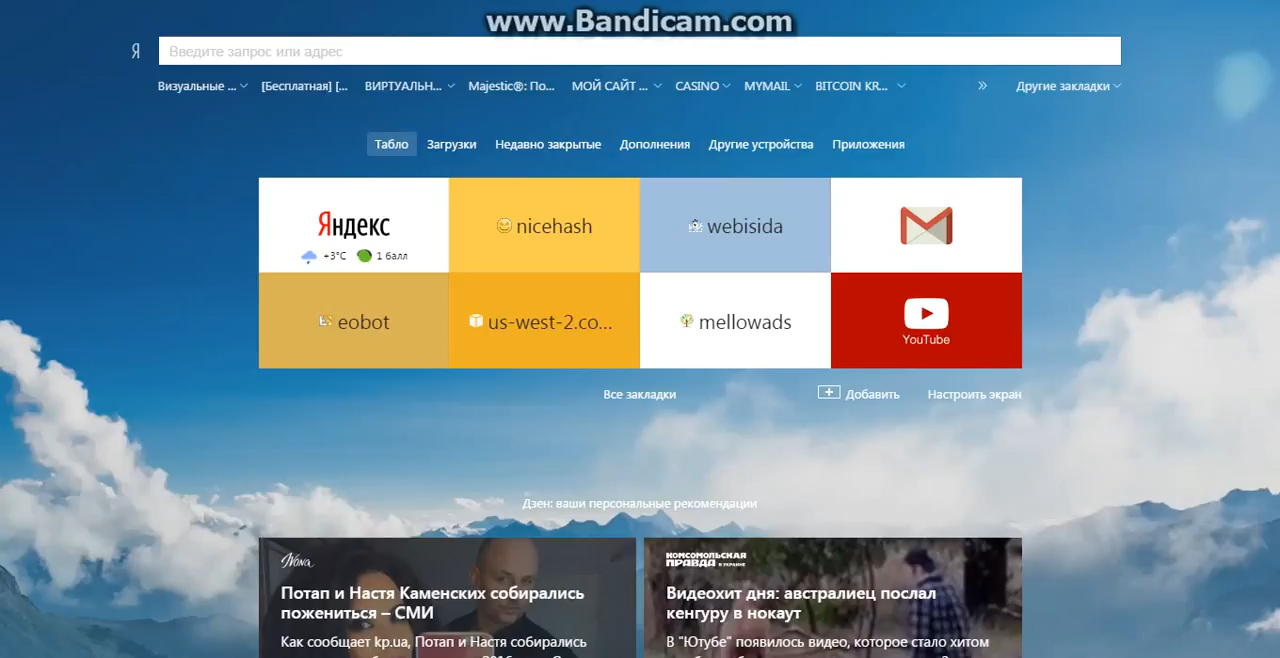 www.Bandicam.com
Я Введите запрос или адрес
Визуальные ... [Бесплатная] [... ВИРТУАЛЬН... Majestic®: По... МОЙ САЙТ ... CASINO MYMAIL BITCOIN KR... » Другие закладки
Табло Загрузки Недавно закрытые Дополнения Другие устройства Приложения
Яндекс
+3°C 1 балл
nicehash
webisida
eobot
us-west-2.co...
mellowads
YouTube
Все закладки Добавить Настроить экран
Дзен: ваши персональные рекомендации
Ivona
Потап и Настя Каменских собирались
пожениться – СМИ
Как сообщает kp.ua, Потап и Настя собирались
КОМСОМОЛЬСКАЯ
ПРАВДА В УКРАИНЕ
Видеохит дня: австралиец послал
кенгуру в нокаут
В "Ютубе" появилось видео, которое стало хитом